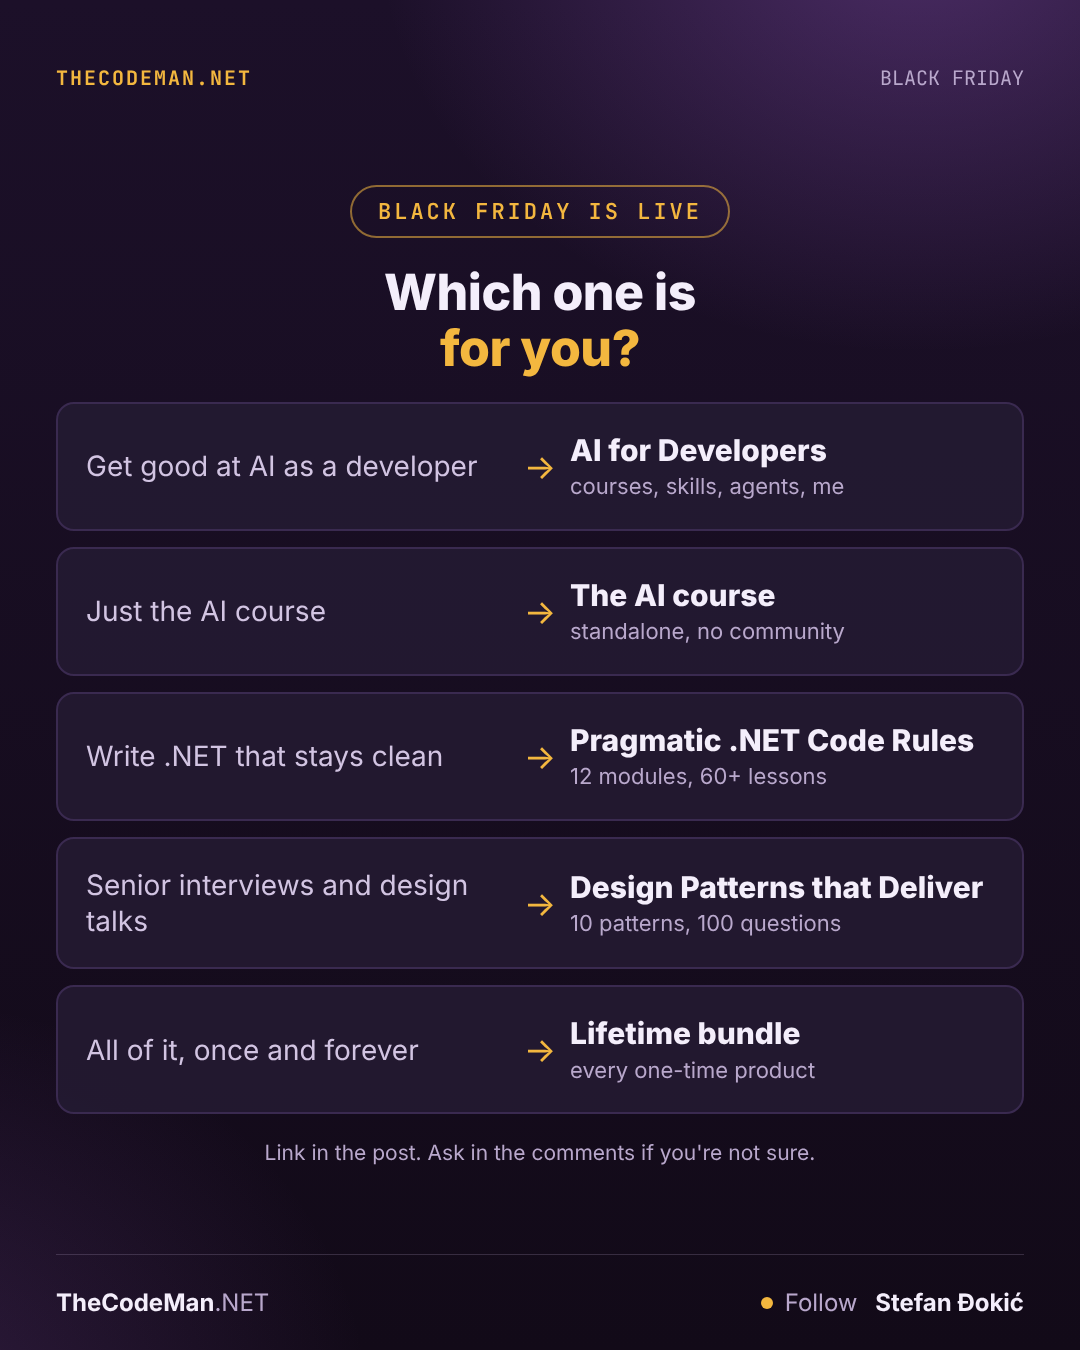 THECODEMAN.NET
BLACK FRIDAY
BLACK FRIDAY IS LIVE
Which one is
for you?
Get good at AI as a developer
→
AI for Developers
courses, skills, agents, me
Just the AI course
→
The AI course
standalone, no community
Write .NET that stays clean
→
Pragmatic .NET Code Rules
12 modules, 60+ lessons
Senior interviews and design
talks
→
Design Patterns that Deliver
10 patterns, 100 questions
All of it, once and forever
→
Lifetime bundle
every one-time product
Link in the post. Ask in the comments if you're not sure.
TheCodeMan.NET
Follow Stefan Đokić